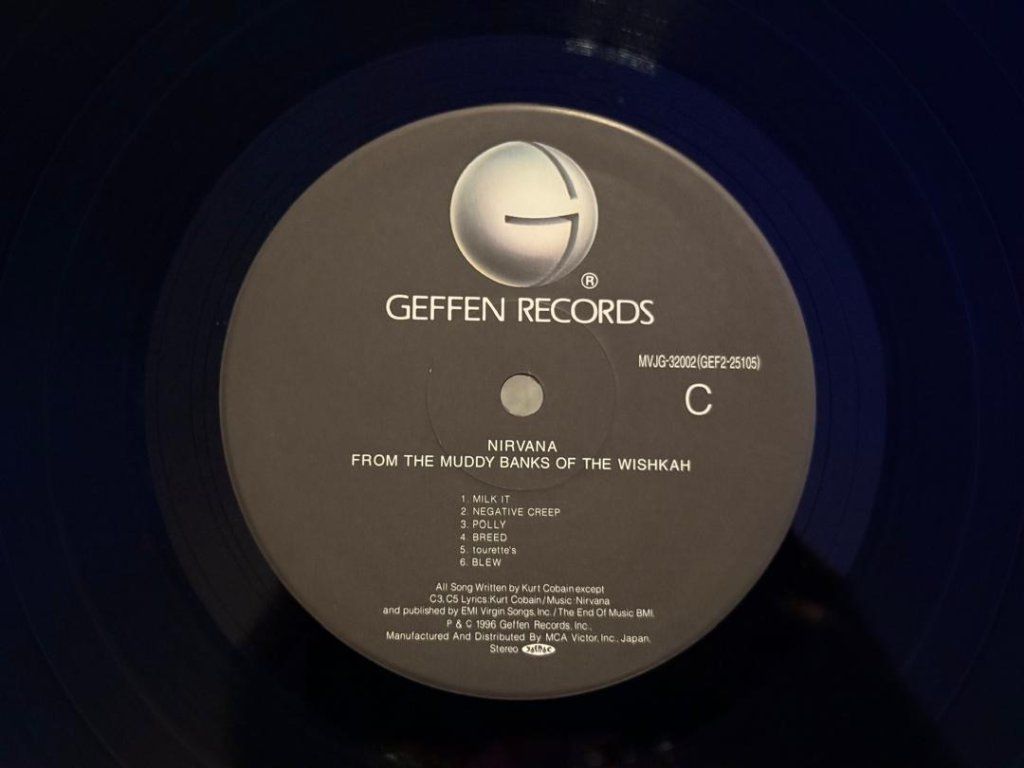 ®
GEFFEN RECORDS
MVJG-32002(GEF2-25105)
C
NIRVANA
FROM THE MUDDY BANKS OF THE WISHKAH
1. MILK IT
2. NEGATIVE CREEP
3. POLLY
4. BREED
5. tourette's
6. BLEW
All Song Written by Kurt Cobain except
C3, C5 Lyrics:Kurt Cobain/Music Nirvana
and published by EMI Virgin Songs, Inc./The End Of Music BMI.
P & C 1996 Geffen Records, Inc.,
Manufactured And Distributed By MCA Victor, Inc., Japan.
Stereo